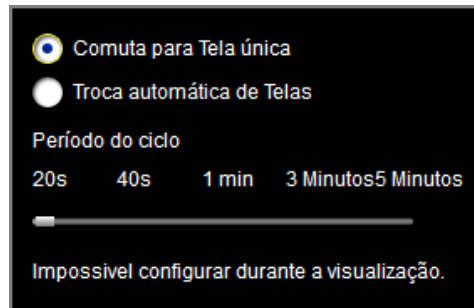 Comuta para Tela única
Troca automática de Telas
Período do ciclo
20s 40s 1 min 3 Minutos5 Minutos
Impossivel configurar durante a visualização.